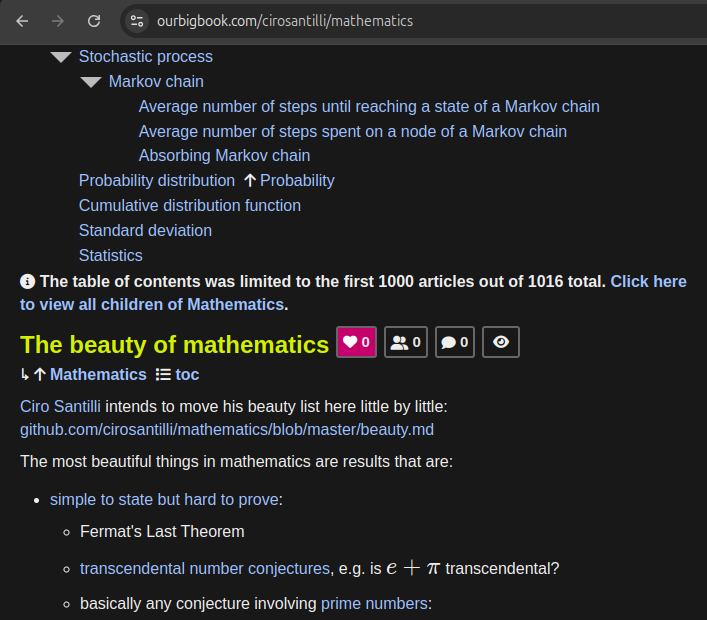 ourbigbook.com/cirosantilli/mathematics
Stochastic process
Markov chain
Average number of steps until reaching a state of a Markov chain
Average number of steps spent on a node of a Markov chain
Absorbing Markov chain
Probability distribution ↑ Probability
Cumulative distribution function
Standard deviation
Statistics
The table of contents was limited to the first 1000 articles out of 1016 total. Click here
to view all children of Mathematics.
The beauty of mathematics 0 0 0
↳ ↑ Mathematics toc
Ciro Santilli intends to move his beauty list here little by little:
github.com/cirosantilli/mathematics/blob/master/beauty.md
The most beautiful things in mathematics are results that are:
• simple to state but hard to prove:
◦ Fermat's Last Theorem
◦ transcendental number conjectures, e.g. is e + π transcendental?
◦ basically any conjecture involving prime numbers: